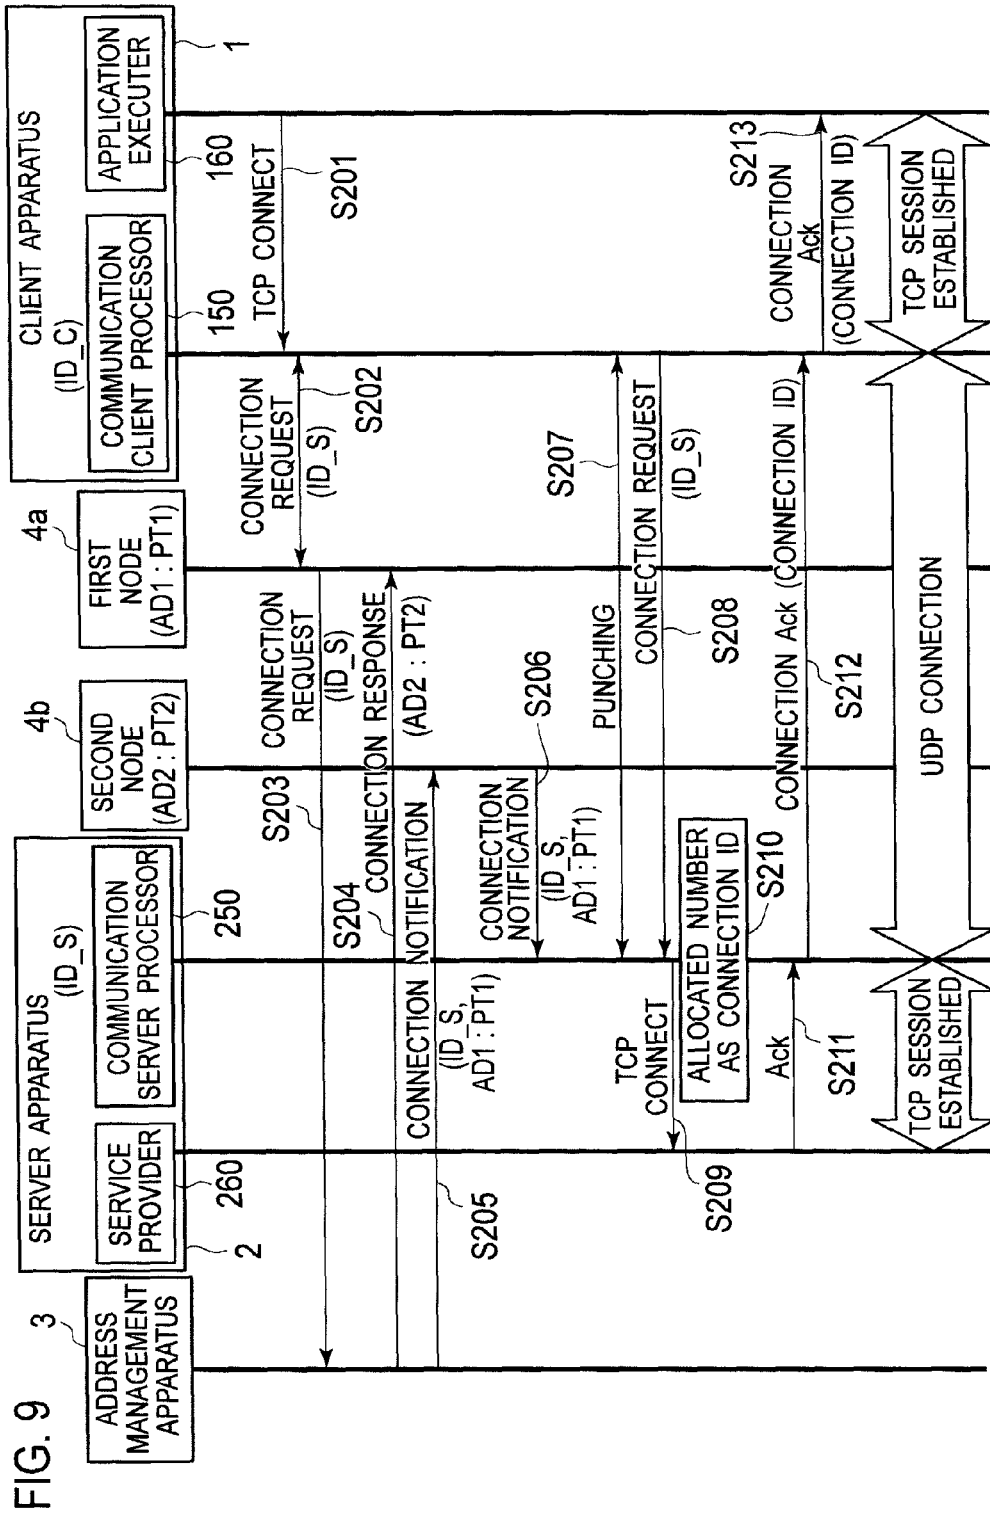 FIG. 9
3
ADDRESS
MANAGEMENT
APPARATUS
SERVER APPARATUS
(ID_S)
SERVICE
PROVIDER
260
2
COMMUNICATION
SERVER PROCESSOR
250
4b
SECOND
NODE
(AD2 : PT2)
4a
FIRST
NODE
(AD1 : PT1)
CLIENT APPARATUS
(ID_C)
COMMUNICATION
CLIENT PROCESSOR
150
APPLICATION
EXECUTER
160
1
TCP CONNECT
S201
CONNECTION
REQUEST
(ID_S)
S202
CONNECTION
REQUEST
(ID_S)
S203
CONNECTION RESPONSE
(AD2 : PT2)
S204
CONNECTION NOTIFICATION
(ID_S,
AD1 : PT1)
S205
CONNECTION
NOTIFICATION
(ID_S,
AD1 : PT1)
S206
PUNCHING
S207
CONNECTION REQUEST
(ID_S)
S208
TCP
CONNECT
S209
ALLOCATED NUMBER
AS CONNECTION ID
S210
Ack
S211
CONNECTION Ack (CONNECTION ID)
S212
CONNECTION
Ack
(CONNECTION ID)
S213
TCP SESSION
ESTABLISHED
UDP CONNECTION
TCP SESSION
ESTABLISHED